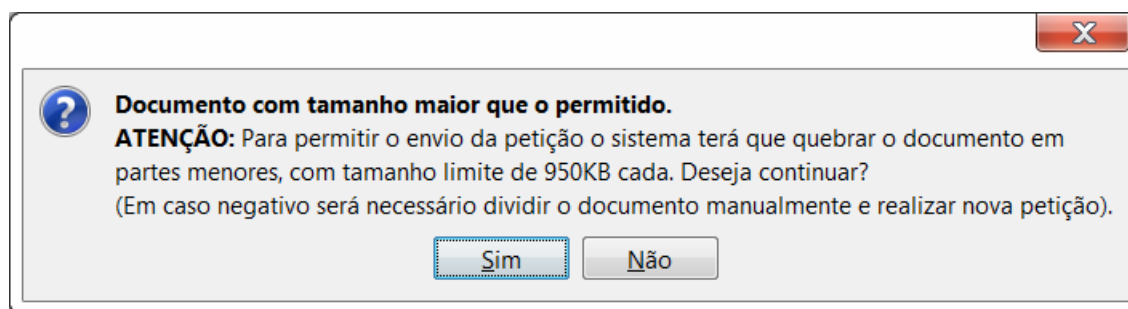 Documento com tamanho maior que o permitido.
ATENÇÃO: Para permitir o envio da petição o sistema terá que quebrar o documento em
partes menores, com tamanho limite de 950KB cada. Deseja continuar?
(Em caso negativo será necessário dividir o documento manualmente e realizar nova petição).
Sim Não